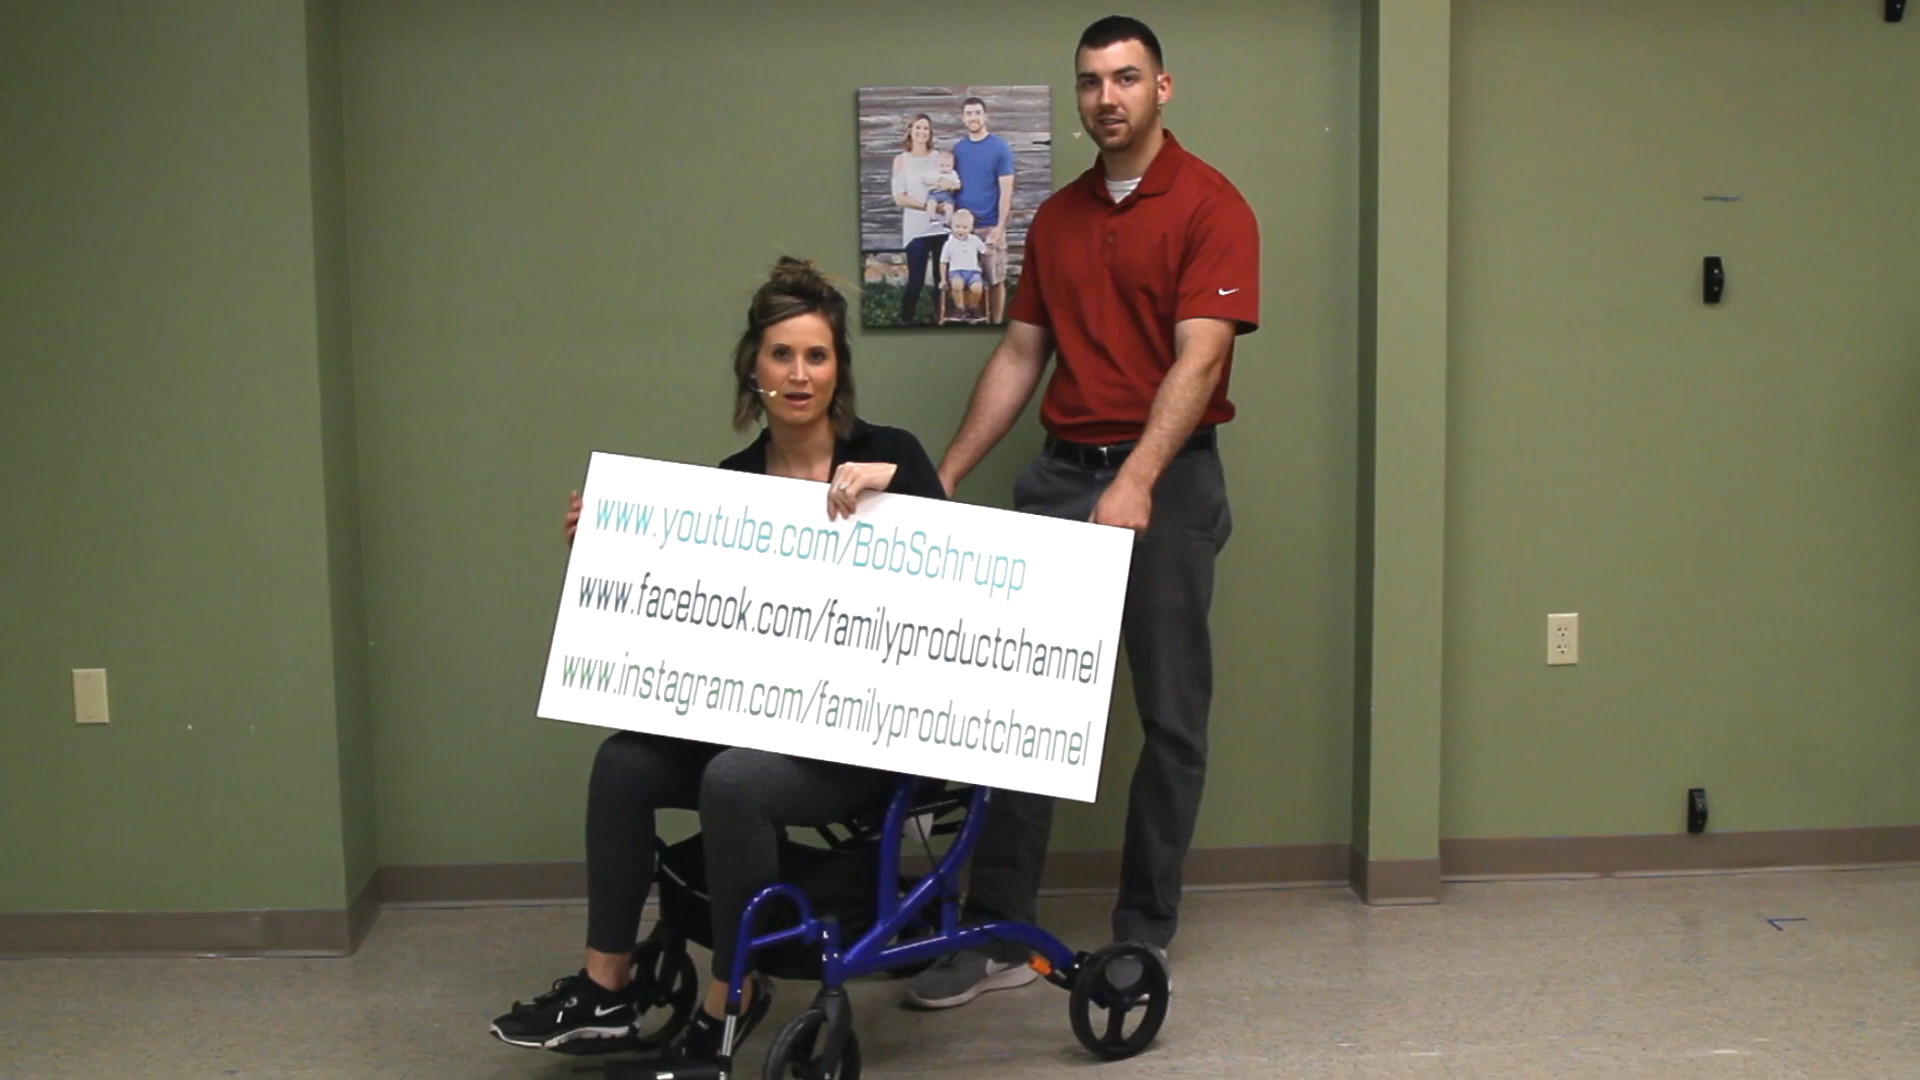 www.youtube.com/BobSchrupp
www.facebook.com/familyproductchannel
www.instagram.com/familyproductchannel